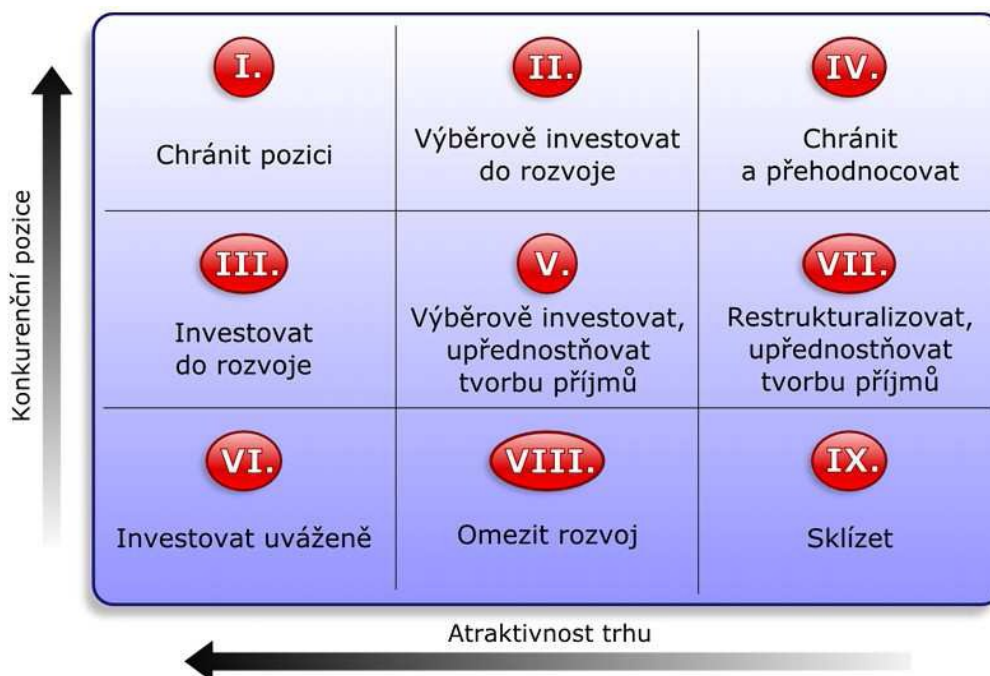 Konkurenční pozice
I.
Chránit pozici
II.
Výběrově investovat
do rozvoje
IV.
Chránit
a přehodnocovat
III.
Investovat
do rozvoje
V.
Výběrově investovat,
upřednostňovat
tvorbu příjmů
VII.
Restrukturalizovat,
upřednostňovat
tvorbu příjmů
VI.
Investovat uváženě
VIII.
Omezit rozvoj
IX.
Sklízet
Atraktivnost trhu